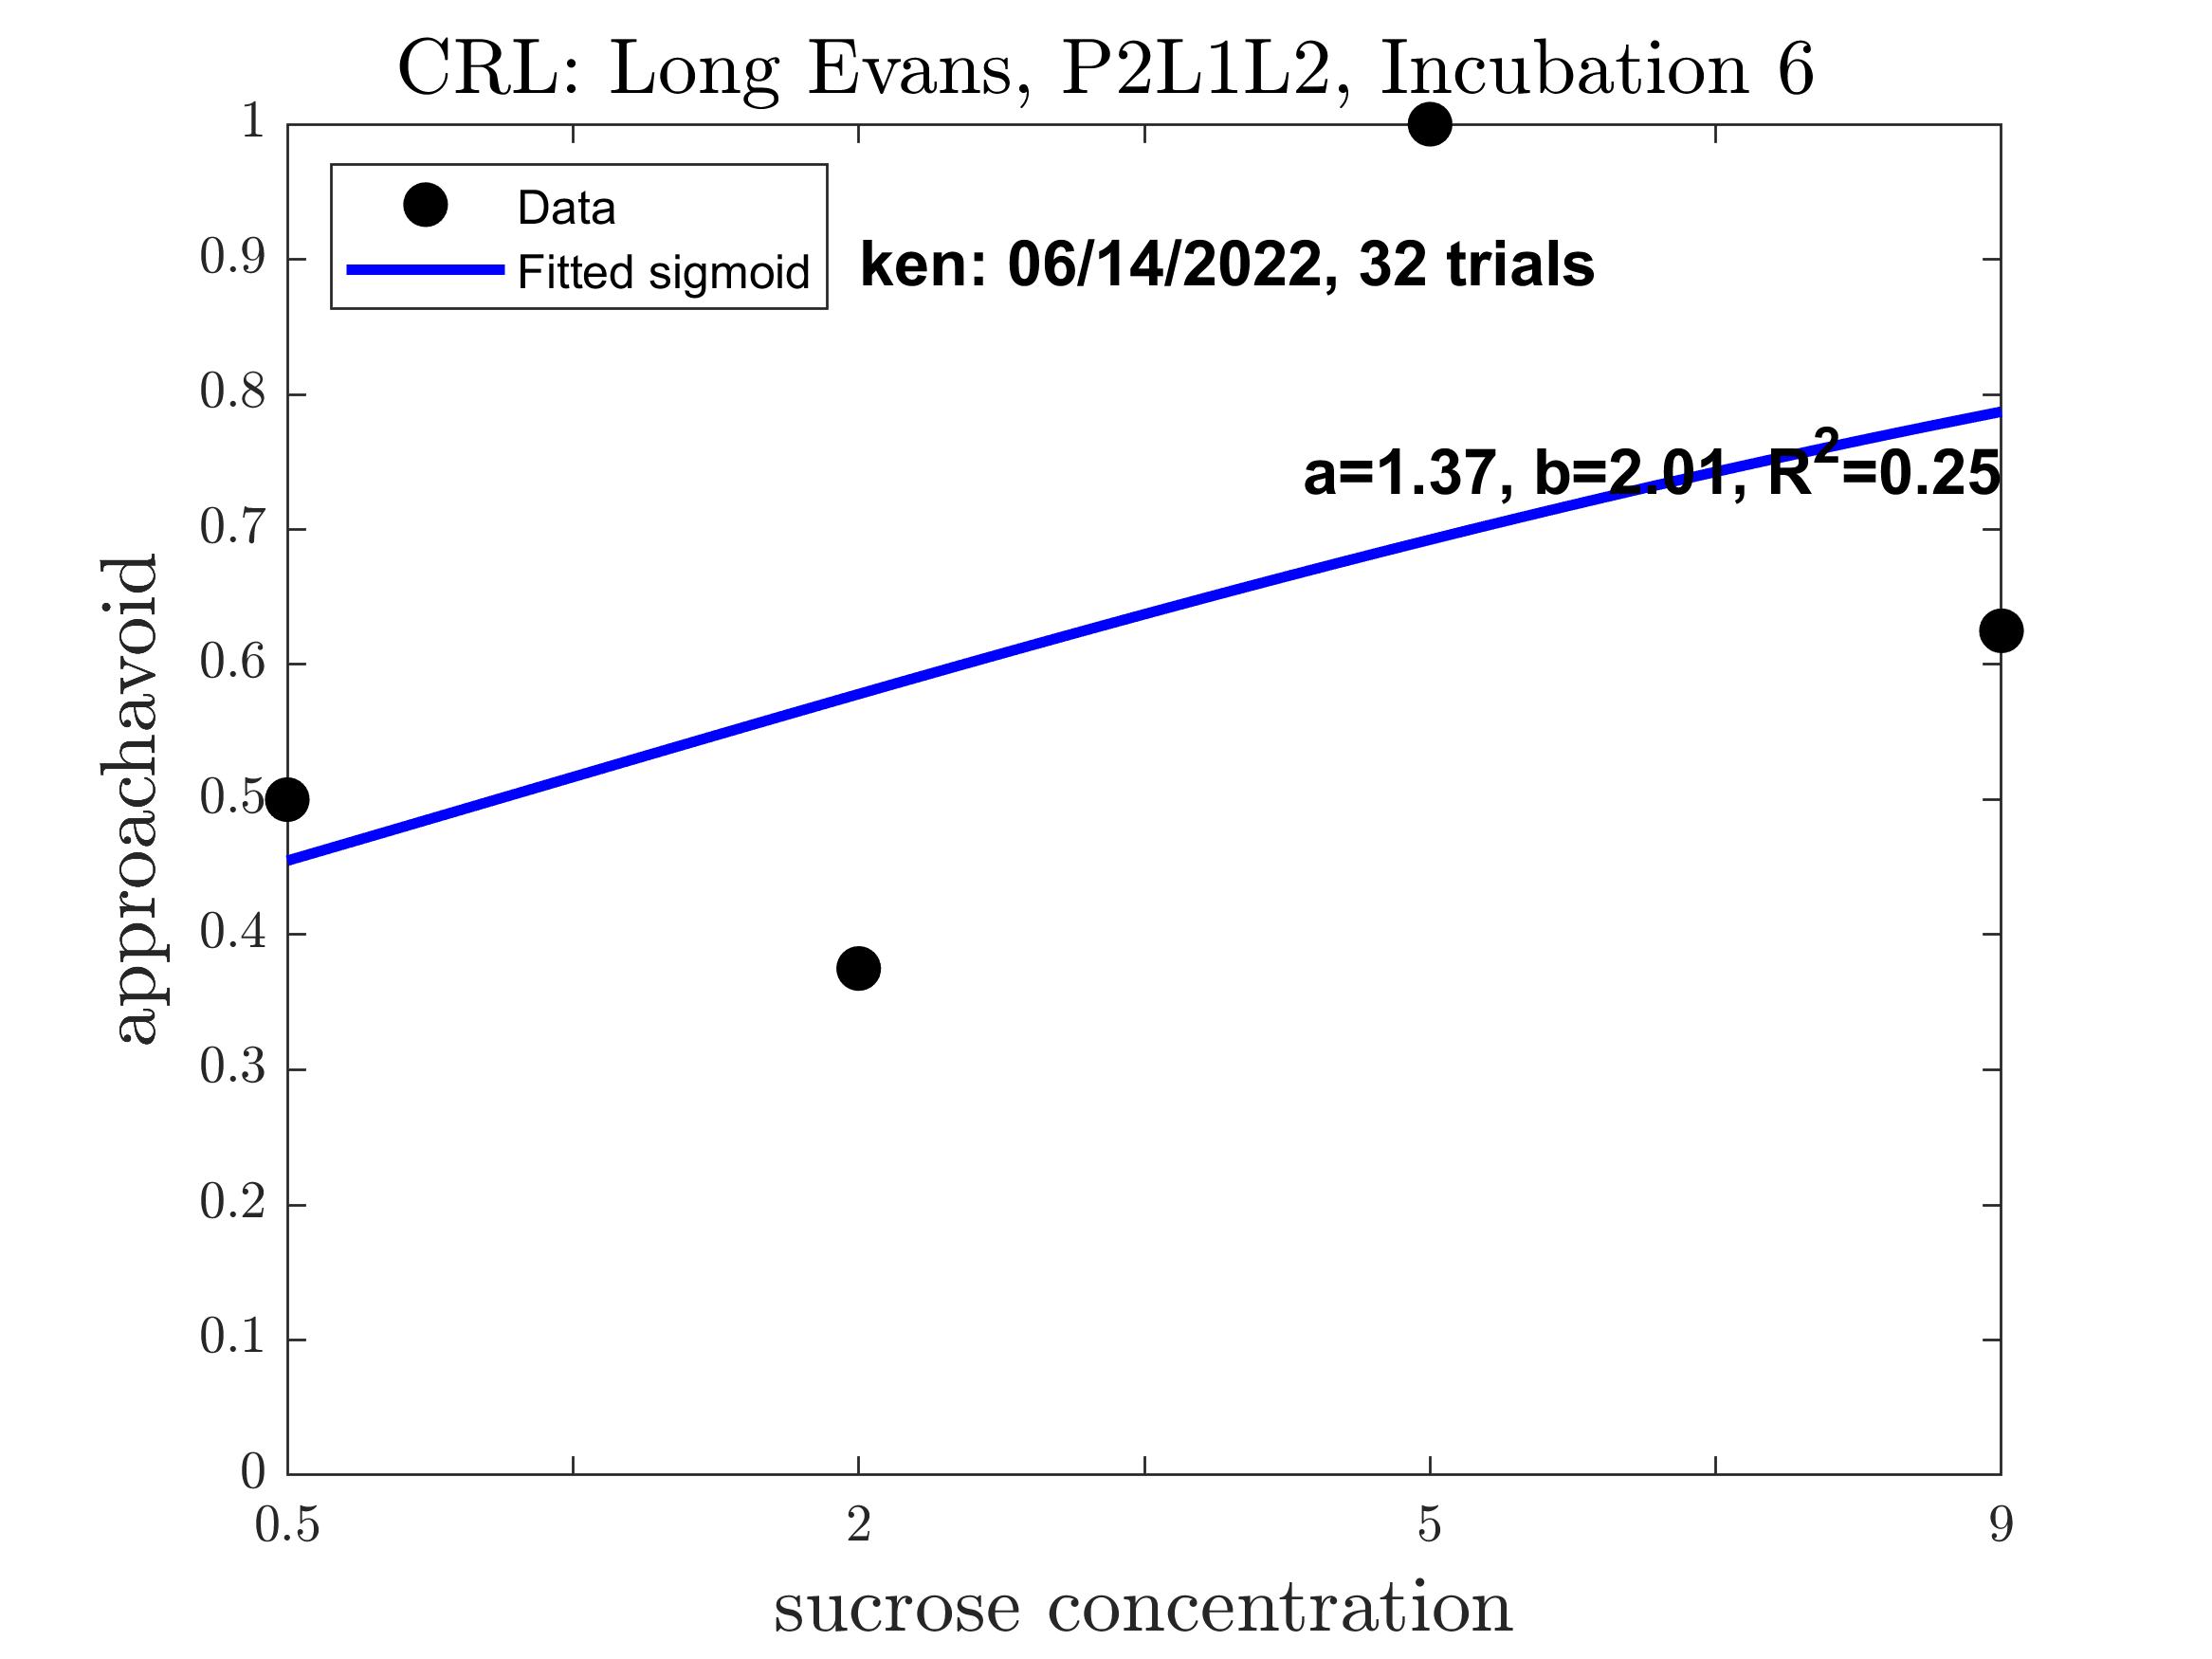 CRL: Long Evans, P2L1L2, Incubation 6
1
Data
Fitted sigmoid
ken: 06/14/2022, 32 trials
0.9
0.8
a=1.37, b=2.01, R²=0.25
0.7
0.6
0.5
0.4
0.3
0.2
0.1
0
approachavoid
0.5 2 5 9
sucrose concentration